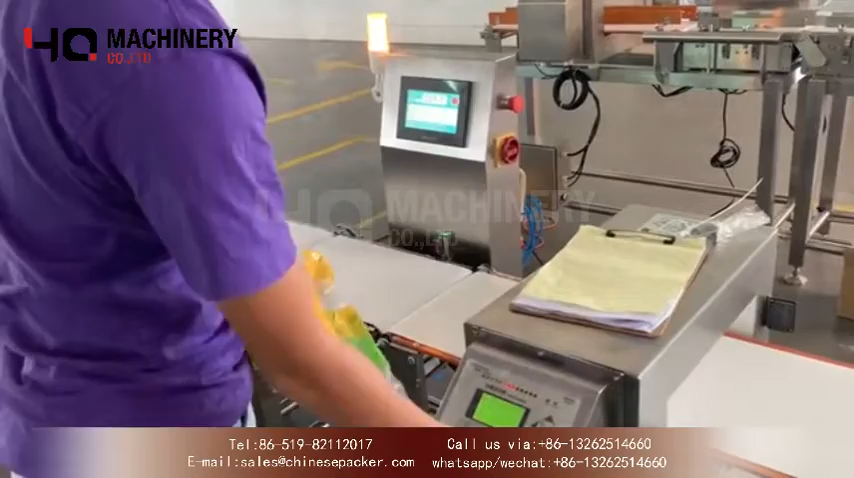 HQ MACHINERY
CO.,LTD
HQ MACHINERY
CO.,LTD
Tel:86-519-82112017
Call us via:+86-13262514660
E-mail:sales@chinesepacker.com
whatsapp/wechat:+86-13262514660